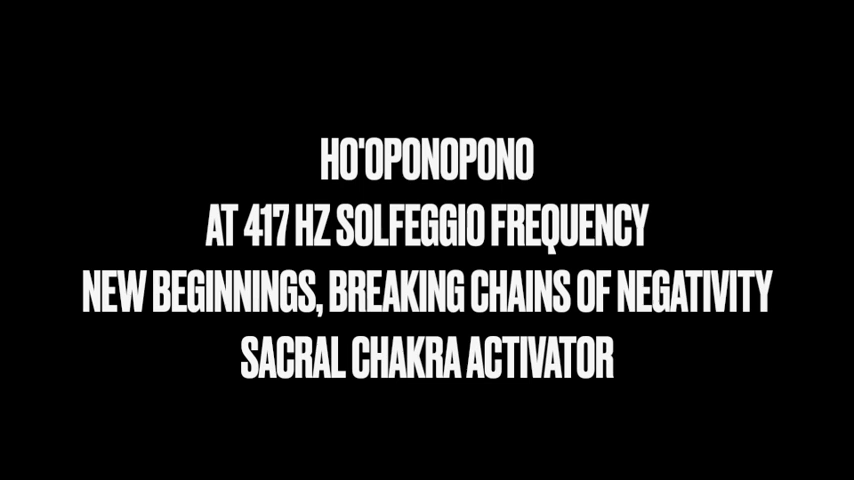 HO'OPONOPONO
AT 417 HZ SOLFEGGIO FREQUENCY
NEW BEGINNINGS, BREAKING CHAINS OF NEGATIVITY
SACRAL CHAKRA ACTIVATOR